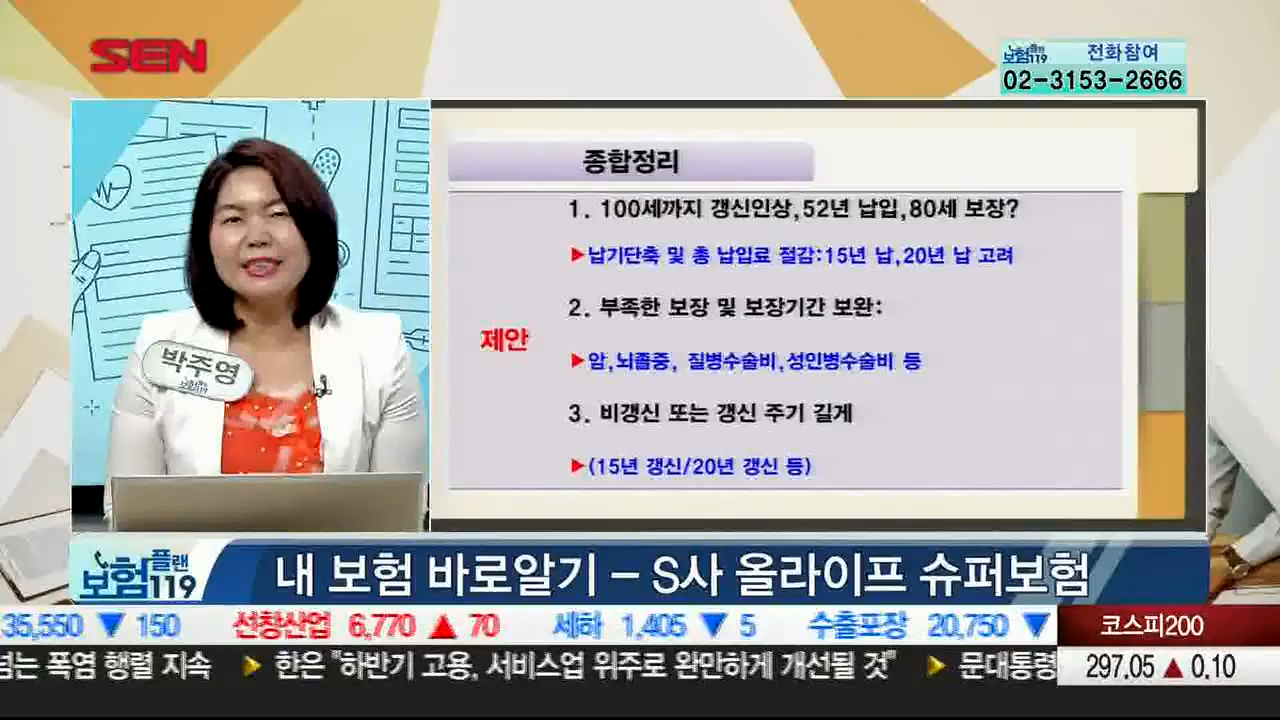 SEN
보험플랜119 전화참여
02-3153-2666
종합정리
1. 100세까지 갱신인상,52년 납입,80세 보장?
▶납기단축 및 총 납입료 절감:15년 납,20년 납 고려
2. 부족한 보장 및 보장기간 보완:
제안
▶암,뇌졸중, 질병수술비,성인병수술비 등
3. 비갱신 또는 갱신 주기 길게
▶(15년 갱신/20년 갱신 등)
박주영
보험플랜119
내 보험 바로알기 - S사 올라이프 슈퍼보험
35,550 ▼ 150 선창산업 6,770 ▲ 70 세하 1,405 ▼ 5 수출포장 20,750 ▼
코스피200
넘는 폭염 행렬 지속 ▶ 한은 "하반기 고용, 서비스업 위주로 완만하게 개선될 것" ▶ 문대통령
297.05 ▲ 0.10